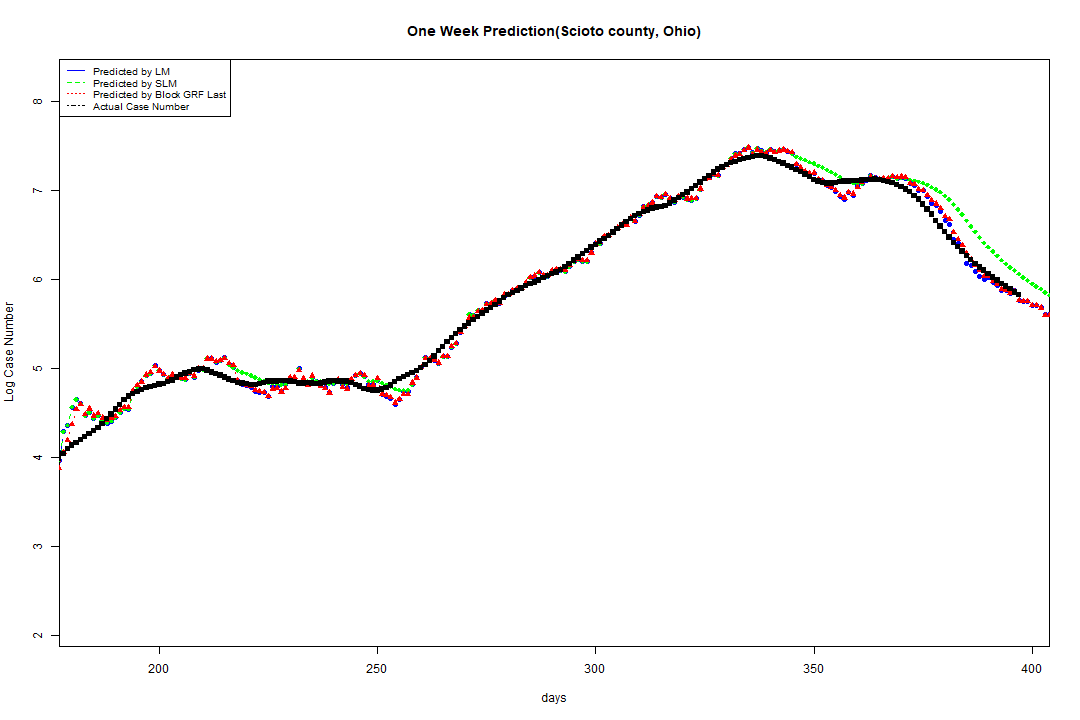 One Week Prediction(Scioto county, Ohio)
Predicted by LM
Predicted by SLM
Predicted by Block GRF Last
Actual Case Number
8
7
6
5
4
3
2
Log Case Number
200 250 300 350 400
days